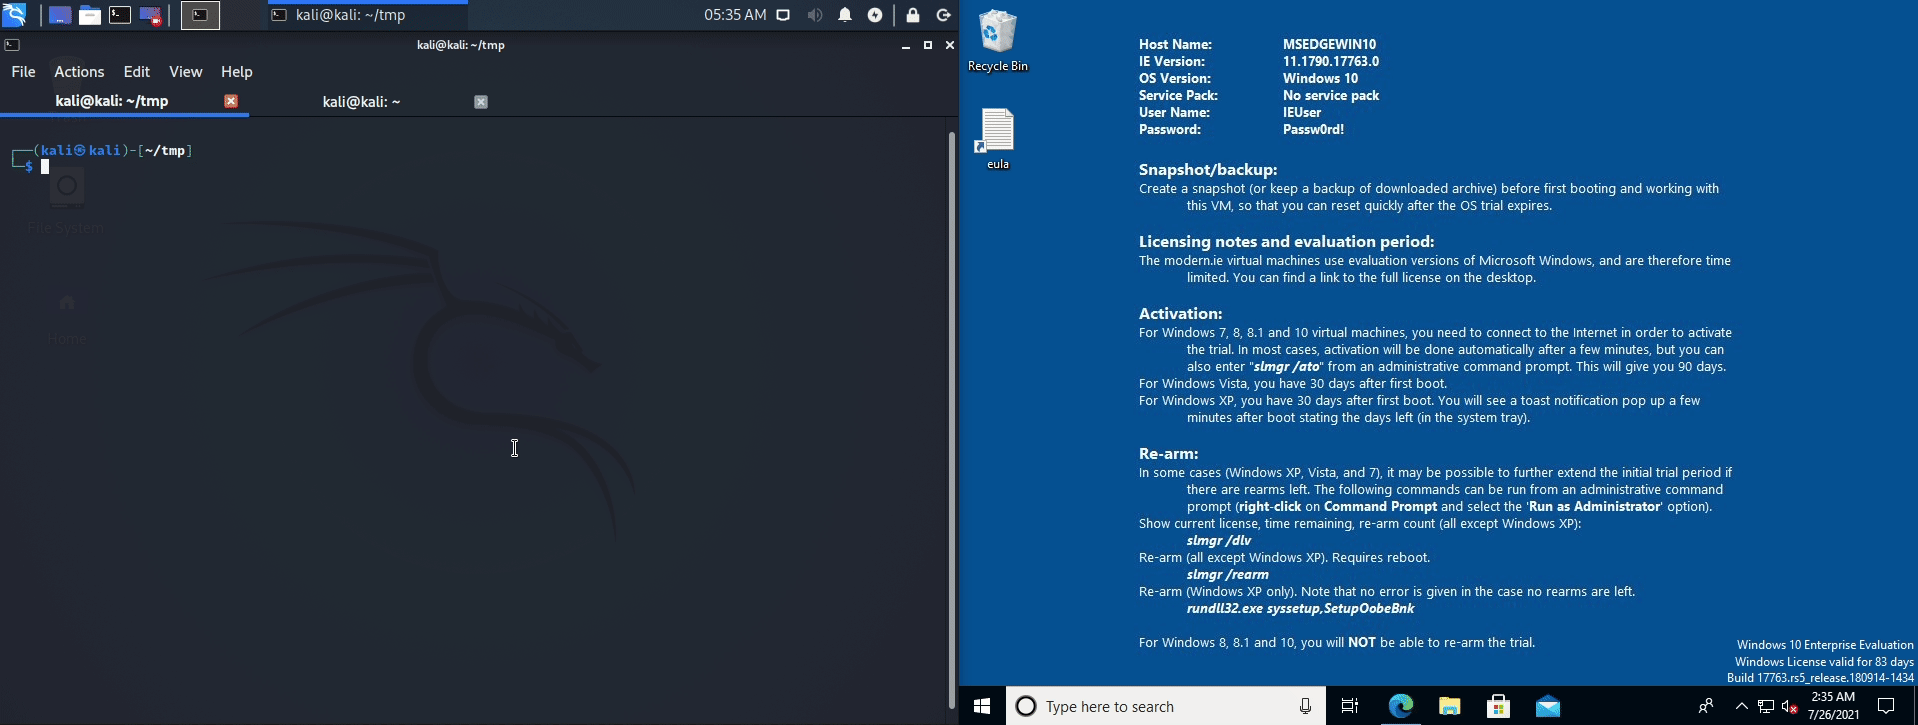 kali@kali: ~/tmp
05:35 AM
kali@kali: ~/tmp
File Actions Edit View Help
kali@kali: ~/tmp
kali@kali: ~
┌──(kali㉿kali)-[~/tmp]
└─$
File System
Home
Recycle Bin
eula
Host Name: MSEDGEWIN10
IE Version: 11.1790.17763.0
OS Version: Windows 10
Service Pack: No service pack
User Name: IEUser
Password: Passw0rd!
Snapshot/backup:
Create a snapshot (or keep a backup of downloaded archive) before first booting and working with
this VM, so that you can reset quickly after the OS trial expires.
Licensing notes and evaluation period:
The modern.ie virtual machines use evaluation versions of Microsoft Windows, and are therefore time
limited. You can find a link to the full license on the desktop.
Activation:
For Windows 7, 8, 8.1 and 10 virtual machines, you need to connect to the Internet in order to activate
the trial. In most cases, activation will be done automatically after a few minutes, but you can
also enter "slmgr /ato" from an administrative command prompt. This will give you 90 days.
For Windows Vista, you have 30 days after first boot.
For Windows XP, you have 30 days after first boot. You will see a toast notification pop up a few
minutes after boot stating the days left (in the system tray).
Re-arm:
In some cases (Windows XP, Vista, and 7), it may be possible to further extend the initial trial period if
there are rearms left. The following commands can be run from an administrative command
prompt (right-click on Command Prompt and select the 'Run as Administrator' option).
Show current license, time remaining, re-arm count (all except Windows XP):
slmgr /dlv
Re-arm (all except Windows XP). Requires reboot.
slmgr /rearm
Re-arm (Windows XP only). Note that no error is given in the case no rearms are left.
rundll32.exe syssetup,SetupOobeBnk
For Windows 8, 8.1 and 10, you will NOT be able to re-arm the trial.
Windows 10 Enterprise Evaluation
Windows License valid for 83 days
Build 17763.rs5_release.180914-1434
Type here to search
2:35 AM
7/26/2021